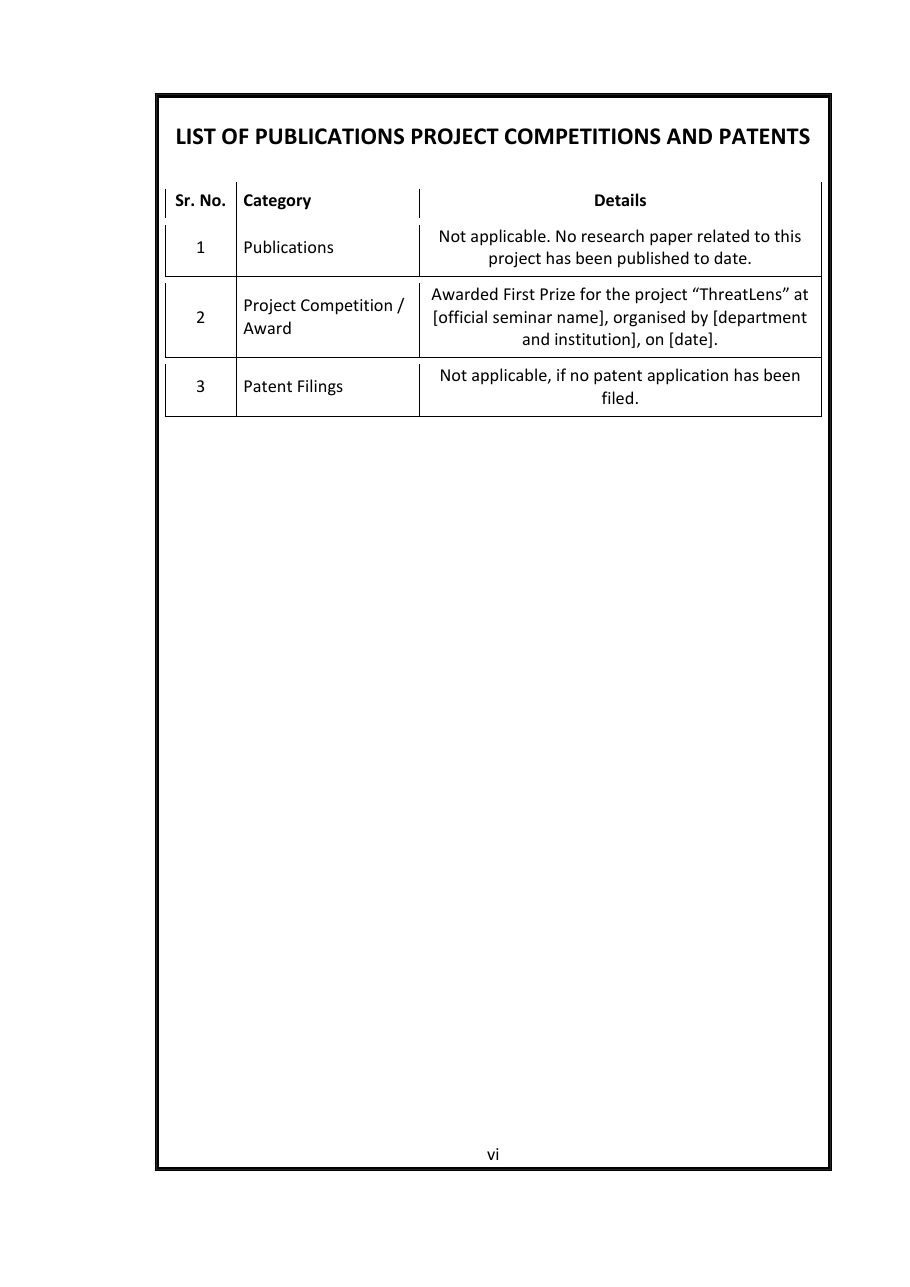 LIST OF PUBLICATIONS PROJECT COMPETITIONS AND PATENTS
Sr. No. Category Details
1 Publications Not applicable. No research paper related to this
project has been published to date.
2 Project Competition /
Award Awarded First Prize for the project “ThreatLens” at
[official seminar name], organised by [department
and institution], on [date].
3 Patent Filings Not applicable, if no patent application has been
filed.
vi